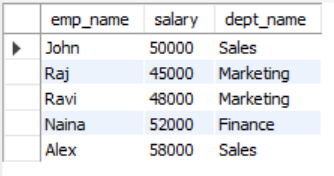 emp_name salary dept_name
John 50000 Sales
Raj 45000 Marketing
Ravi 48000 Marketing
Naina 52000 Finance
Alex 58000 Sales